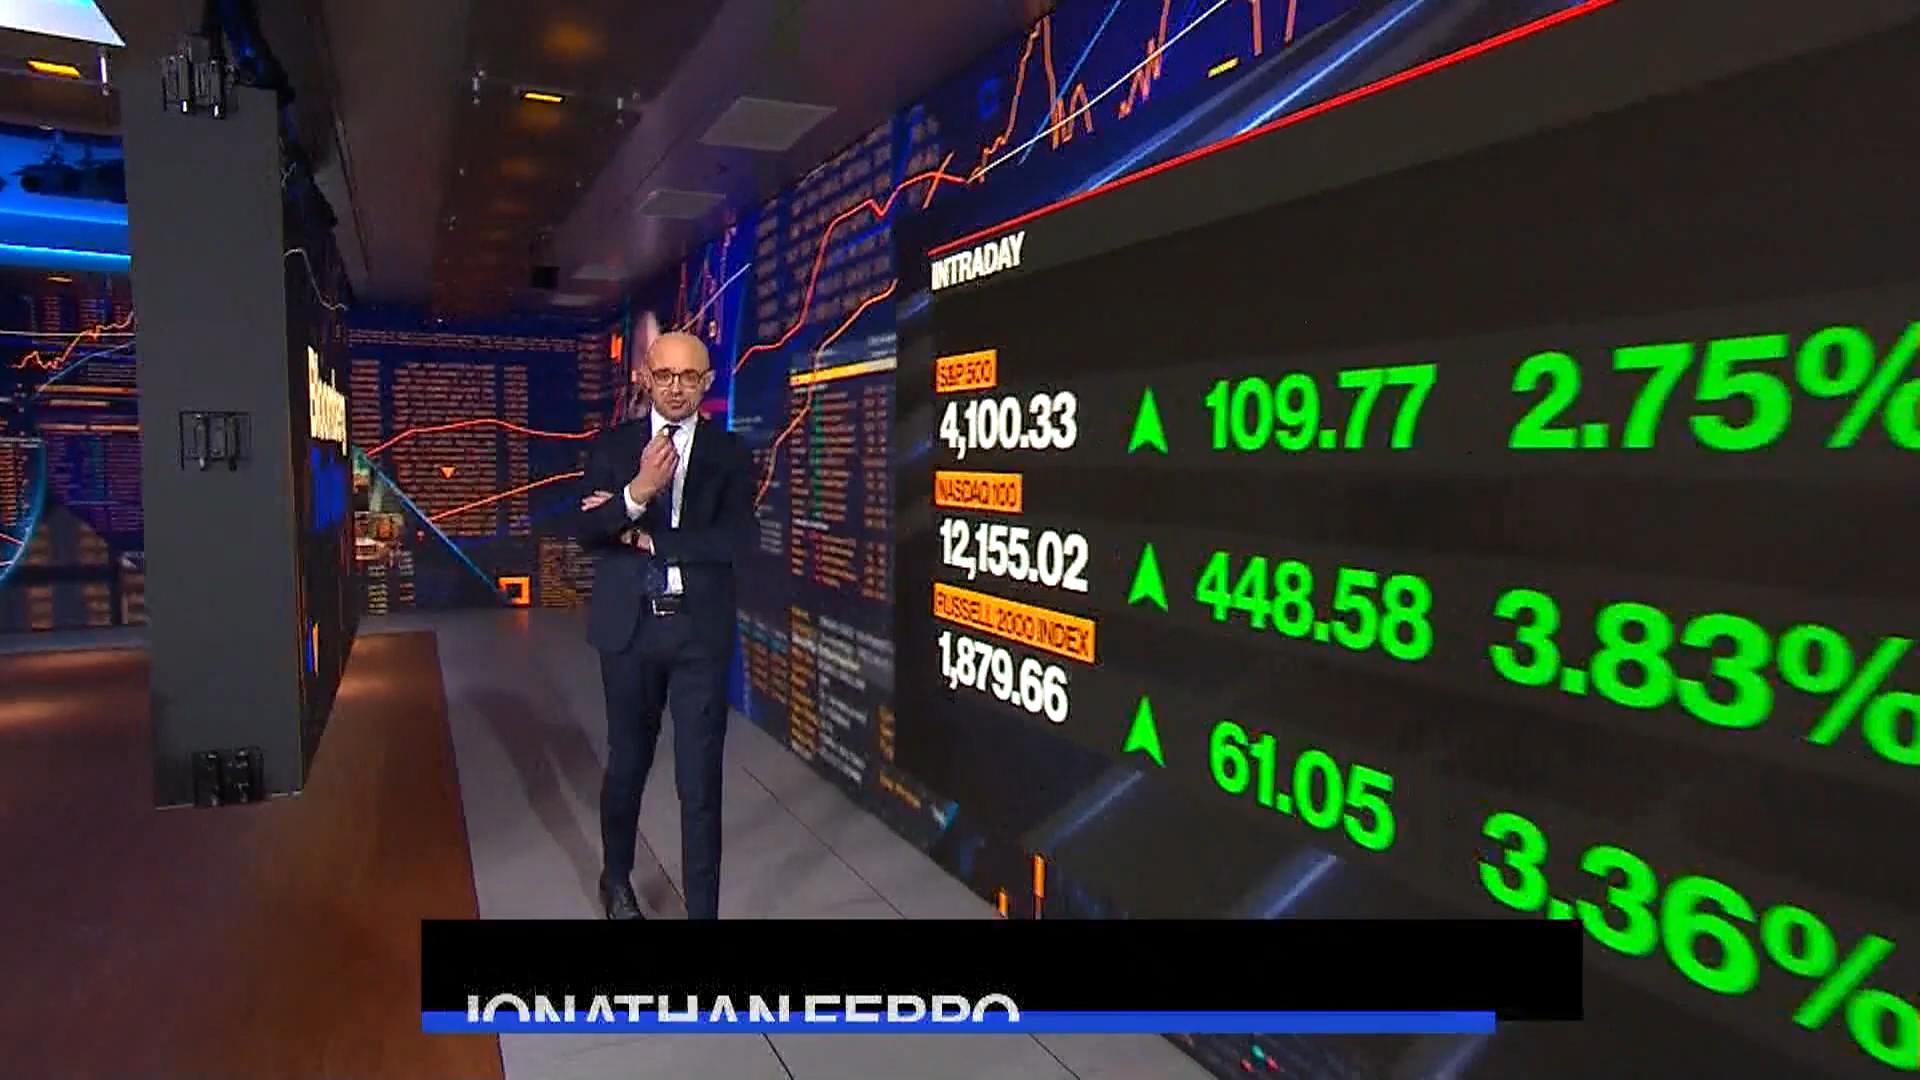 Bloomberg
INTRADAY
S&P 500
4,100.33 109.77 2.75%
NASDAQ 100
12,155.02 448.58 3.83%
RUSSELL 2000 INDEX
1,879.66 61.05 3.36%
JONATHAN FERRO